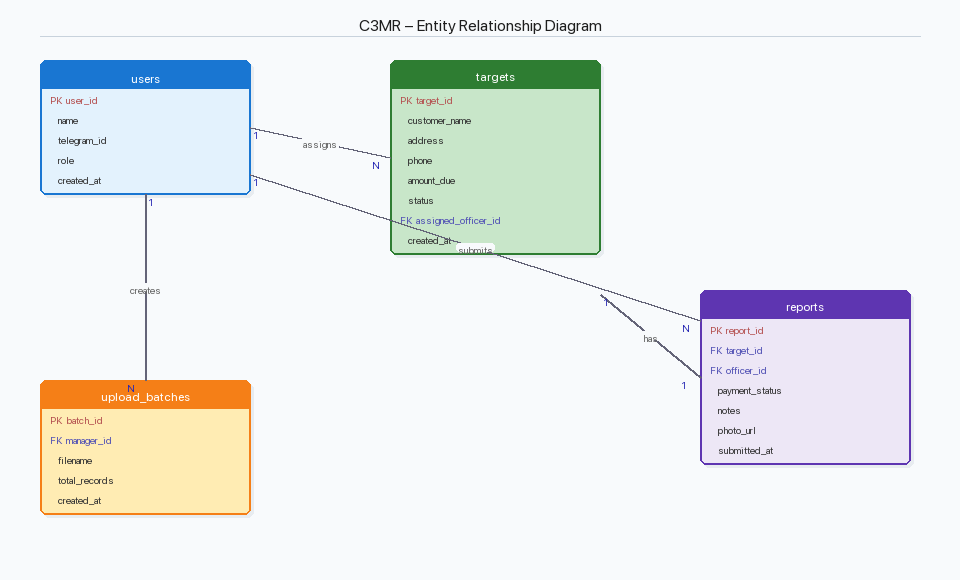 C3MR – Entity Relationship Diagram
users
PK user_id
name
telegram_id
role
created_at
1
1
1
assigns
N
targets
PK target_id
customer_name
address
phone
amount_due
status
FK assigned_officer_id
created_at
submits
creates
N
upload_batches
PK batch_id
FK manager_id
filename
total_records
created_at
1
has
N
1
reports
PK report_id
FK target_id
FK officer_id
payment_status
notes
photo_url
submitted_at